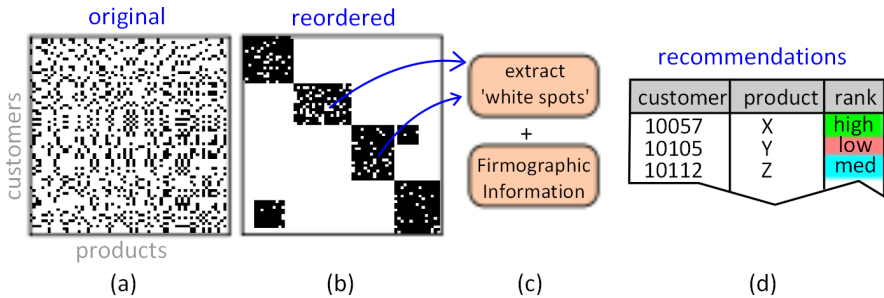 original
reordered
customers
products
extract
'white spots'
+
Firmographic
Information
recommendations
customer product rank
10057 X high
10105 Y low
10112 Z med
(a) (b) (c) (d)